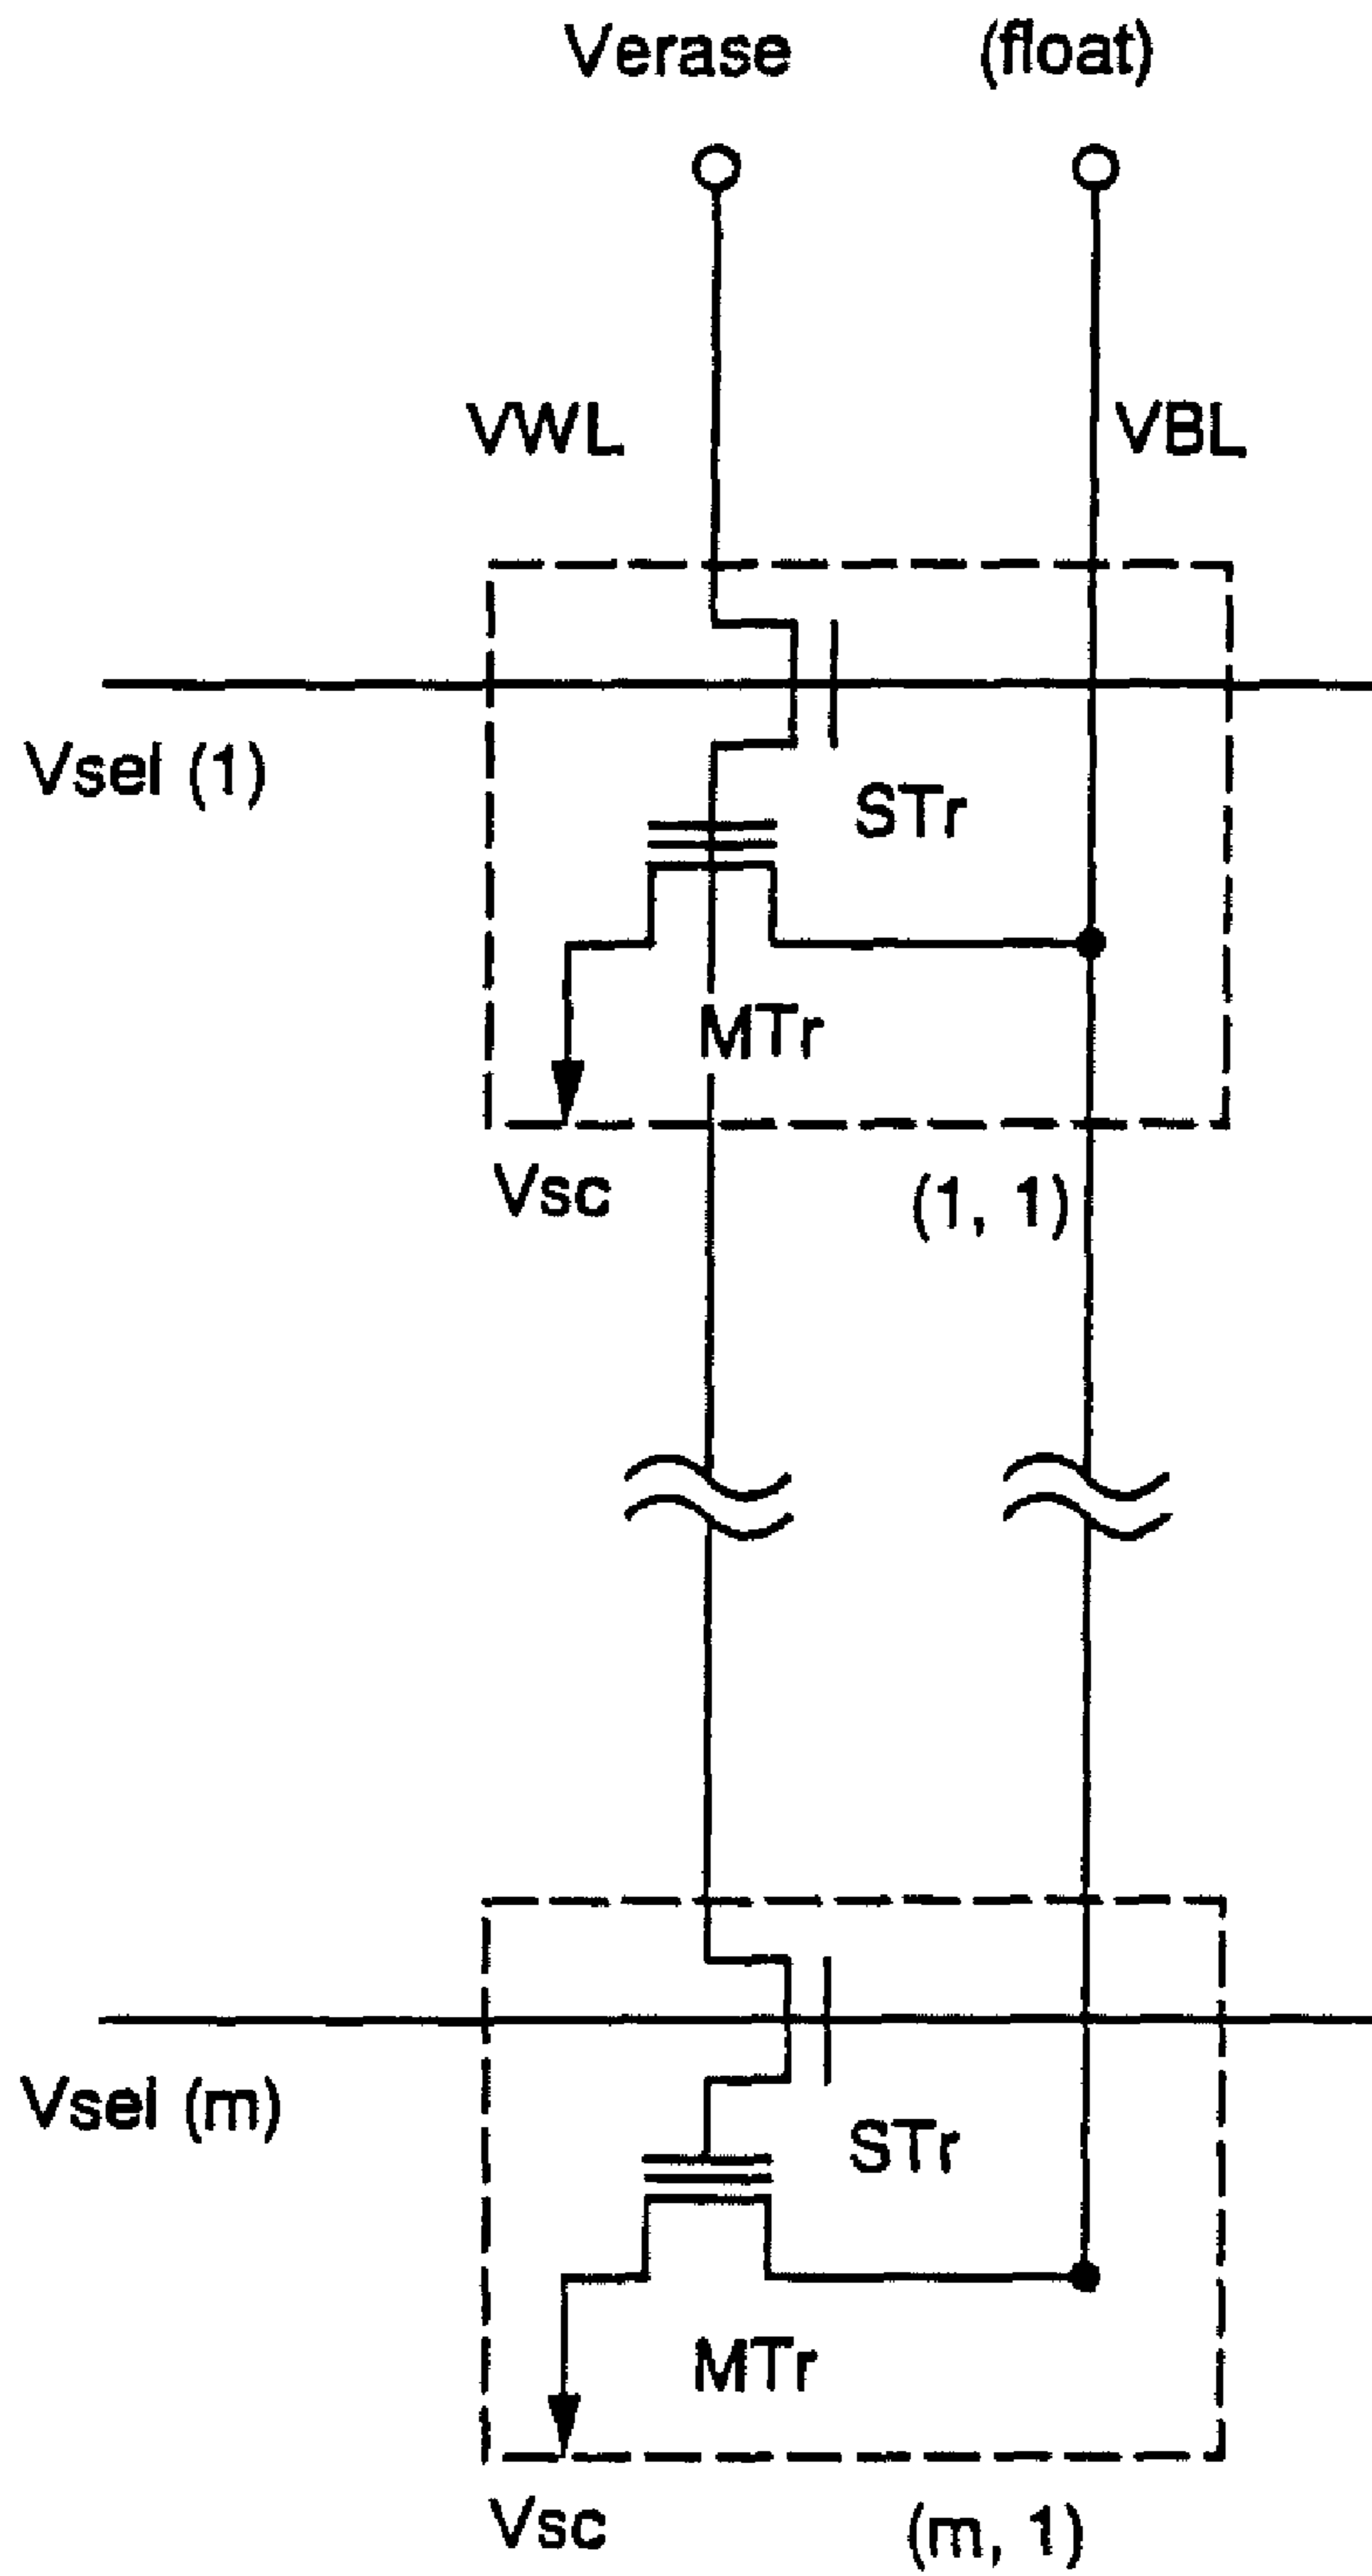 Verase (float)
VWL VBL
Vsel (1)
STr
MTr
Vsc (1, 1)
Vsel (m)
STr
MTr
Vsc (m, 1)